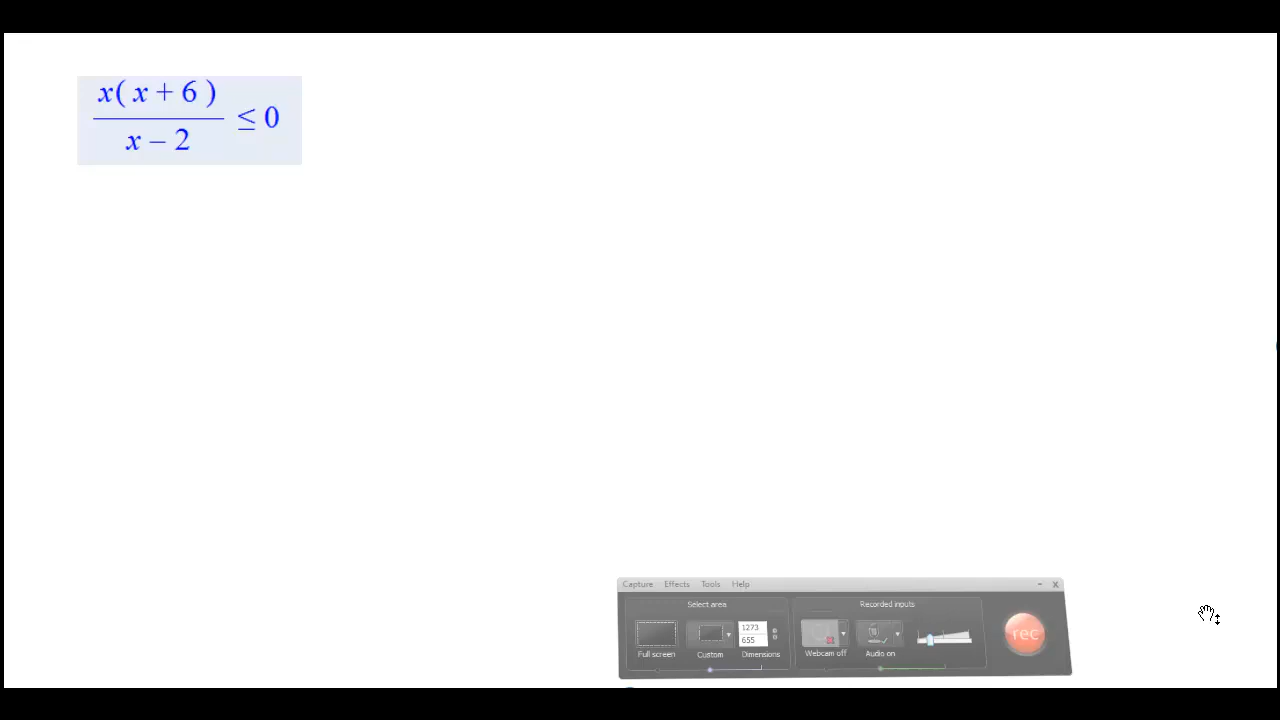 x( x + 6 )
x – 2
≤ 0
Capture Effects Tools Help
Select area
Recorded inputs
1273
655
rec
Full screen Custom Dimensions Webcam off Audio on